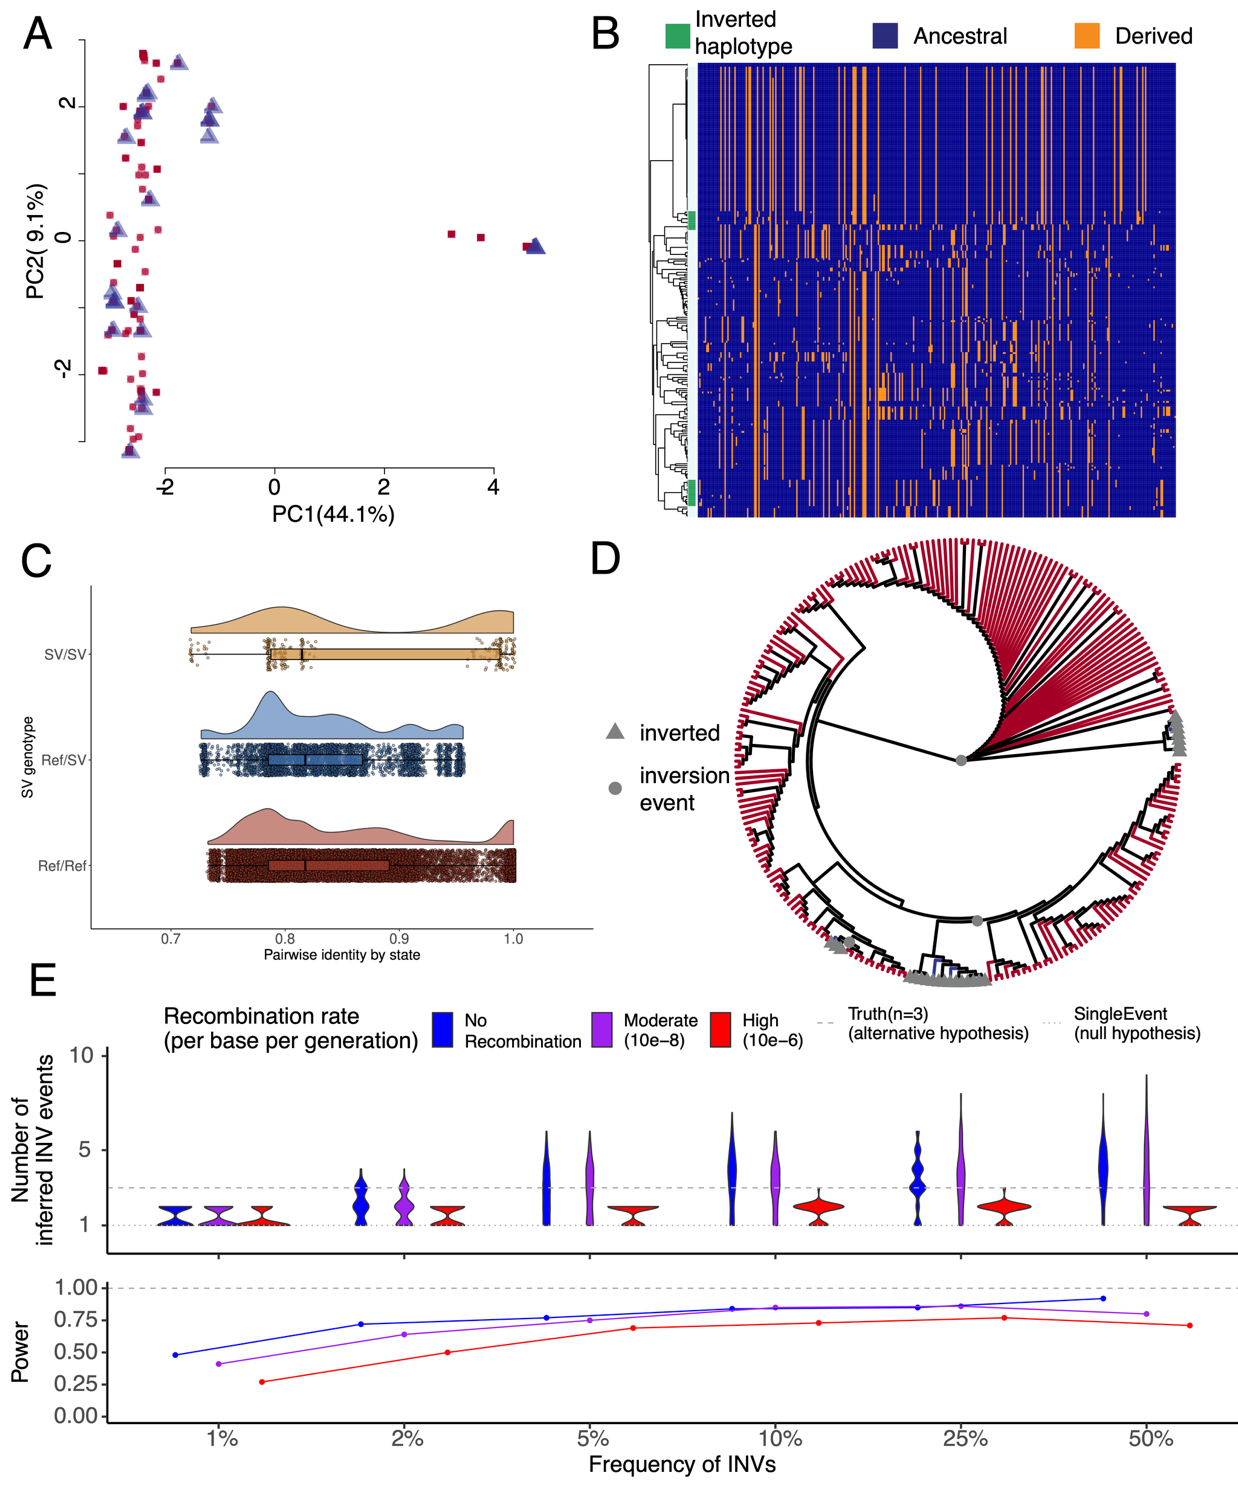 A
2
0
-2
PC2( 9.1%)
-2
0
2
4
PC1(44.1%)
B
Inverted
haplotype
Ancestral
Derived
C
SV genotype
SV/SV
Ref/SV
Ref/Ref
0.7
0.8
0.9
1.0
Pairwise identity by state
D
inverted
inversion
event
E
Recombination rate
(per base per generation)
No
Recombination
Moderate
(10e−8)
High
(10e−6)
Truth(n=3)
(alternative hypothesis)
SingleEvent
(null hypothesis)
Number of
inferred INV events
10
5
1
Power
1.00
0.75
0.50
0.25
0.00
1%
2%
5%
10%
25%
50%
Frequency of INVs